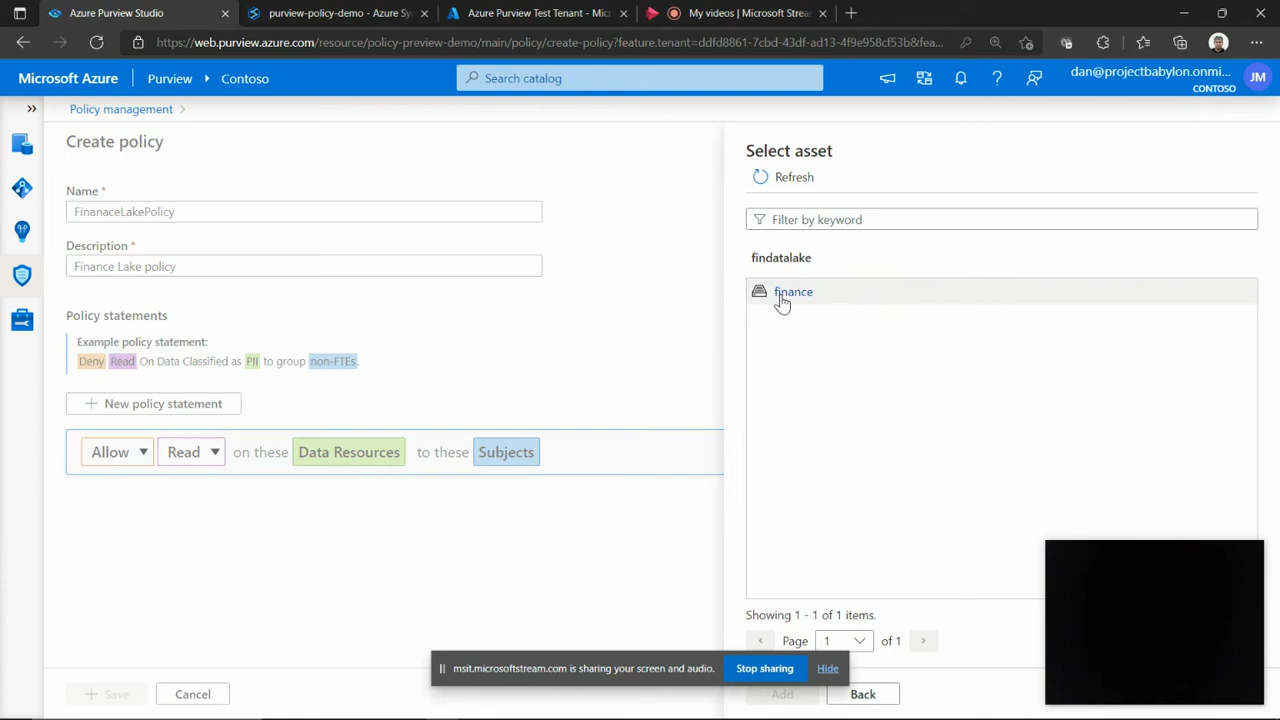 Azure Purview Studio
purview-policy-demo - Azure Sy
Azure Purview Test Tenant - Micr
My videos | Microsoft Stream
https://web.purview.azure.com/resource/policy-preview-demo/main/policy/create-policy?feature.tenant=ddfd8861-7cbd-43df-ad13-4f9e958cf53b&fea...
Microsoft Azure
Purview
Contoso
Search catalog
dan@projectbabylon.onmi...
CONTOSO
JM
Policy management
Create policy
Name *
FinanaceLakePolicy
Description *
Finance Lake policy
Policy statements
Example policy statement:
Deny Read On Data Classified as PII to group non-FTEs.
New policy statement
Allow Read on these Data Resources to these Subjects
Save
Cancel
Select asset
Refresh
Filter by keyword
findatalake
finance
Showing 1 - 1 of 1 items.
Page 1 of 1
Add
Back
msit.microsoftstream.com is sharing your screen and audio.
Stop sharing
Hide